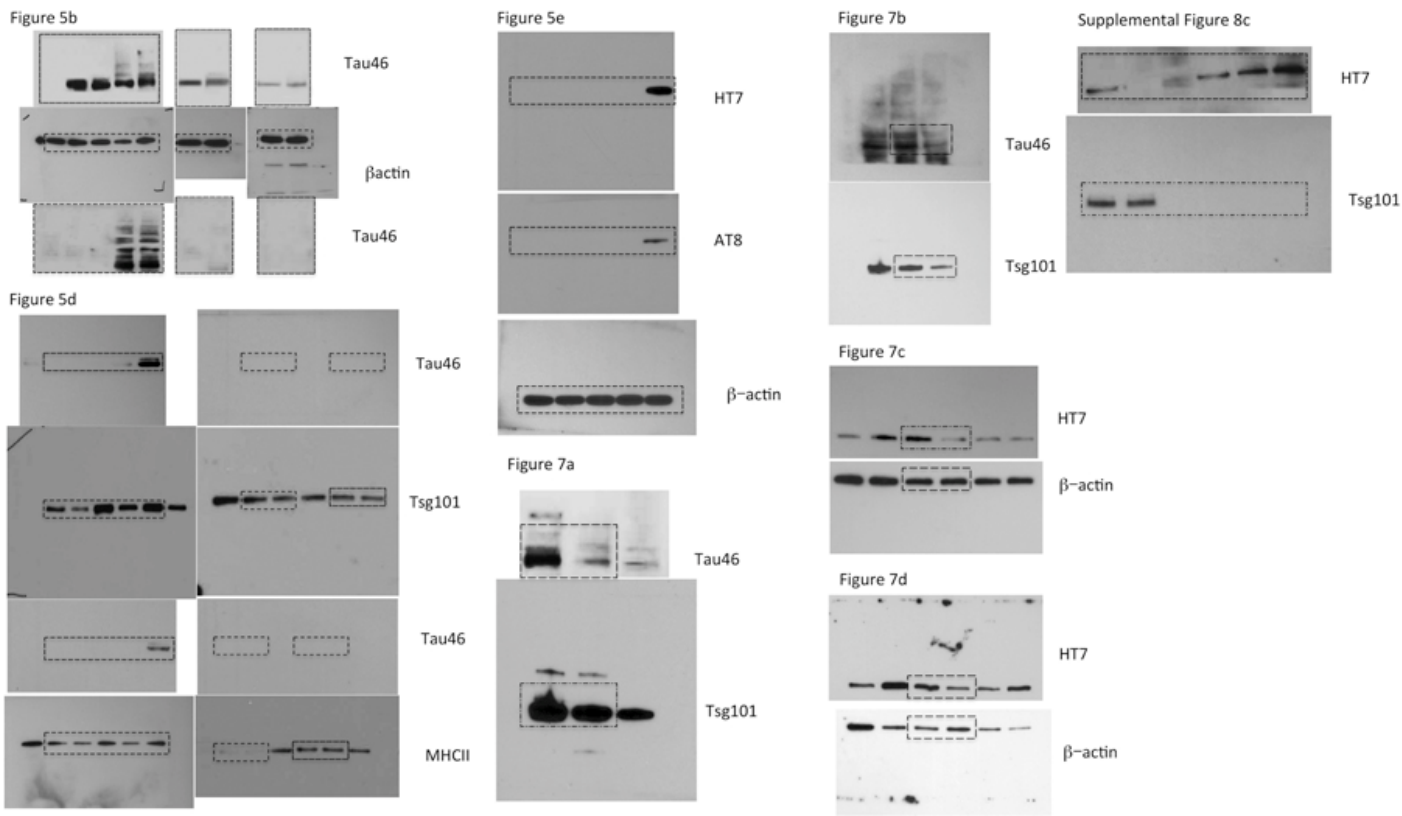 Figure 5b
Tau46
βactin
Tau46
Figure 5d
Tau46
Tsg101
Tau46
MHCII
Figure 5e
HT7
AT8
β-actin
Figure 7a
Tau46
Tsg101
Figure 7b
Tau46
Tsg101
Figure 7c
HT7
β-actin
Figure 7d
HT7
β-actin
Supplemental Figure 8c
HT7
Tsg101